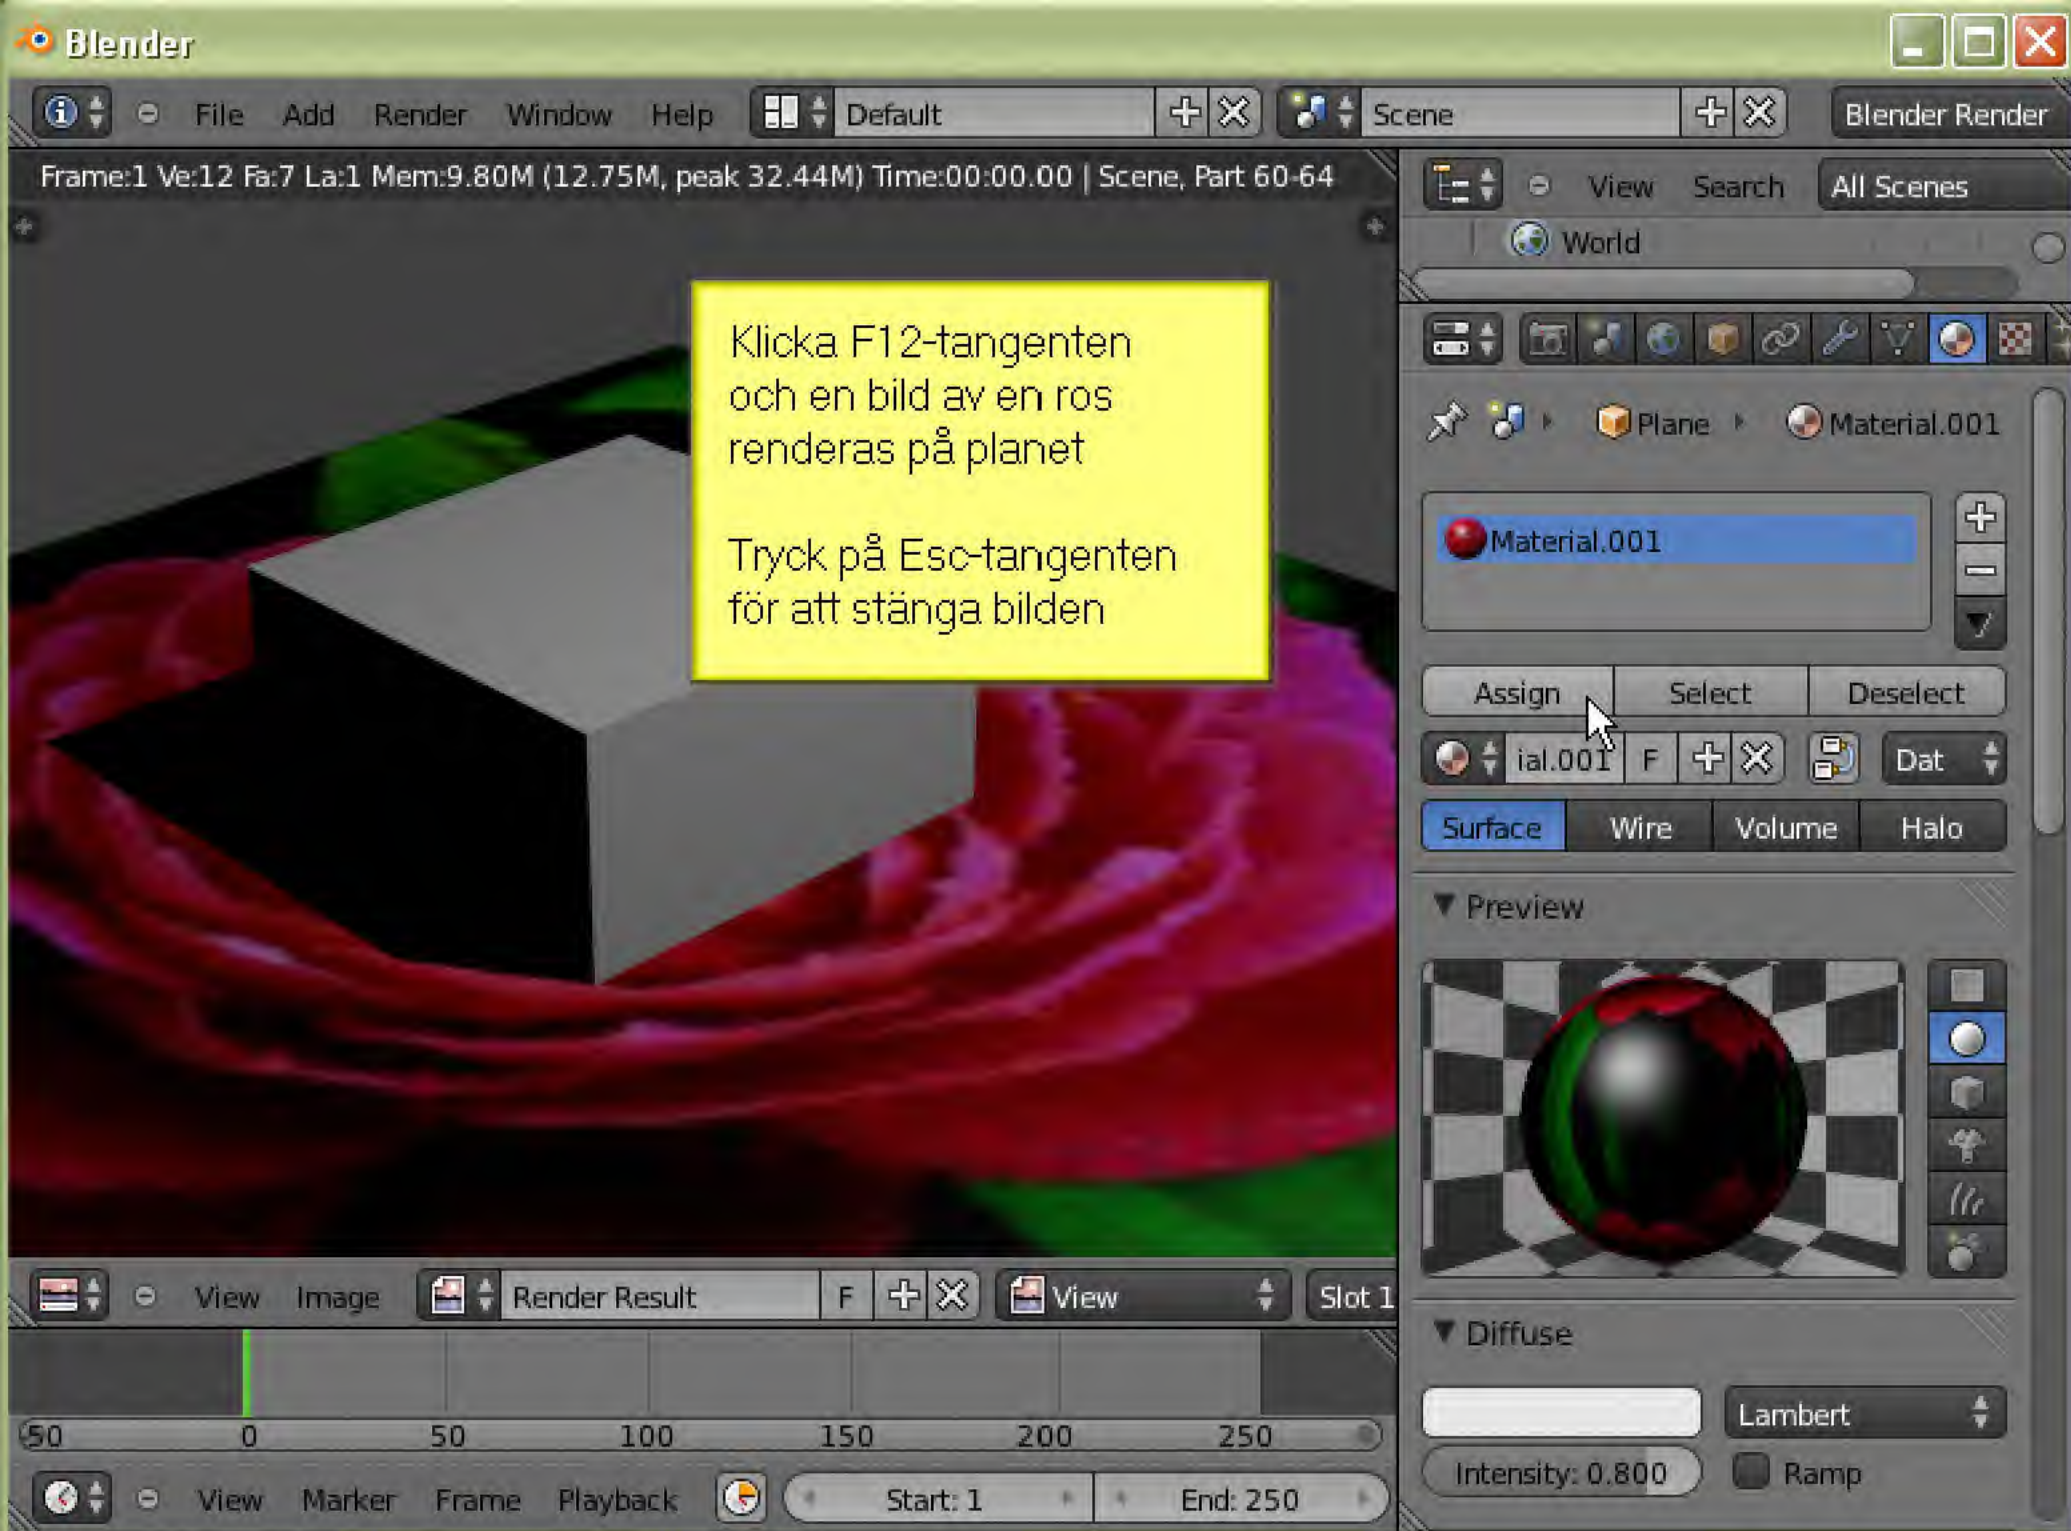 Blender
File Add Render Window Help Default Scene Blender Render
Frame:1 Ve:12 Fa:7 La:1 Mem:9.80M (12.75M, peak 32.44M) Time:00:00.00 | Scene, Part 60-64
View Search All Scenes
World
Klicka F12-tangenten
och en bild av en ros
renderas på planet
Tryck på Esc-tangenten
för att stänga bilden
Plane Material.001
Material.001
Assign Select Deselect
ial.001 F Dat
Surface Wire Volume Halo
Preview
View Image Render Result F View Slot 1
Diffuse
Lambert
Intensity: 0.800 Ramp
-50 0 50 100 150 200 250
View Marker Frame Playback Start: 1 End: 250